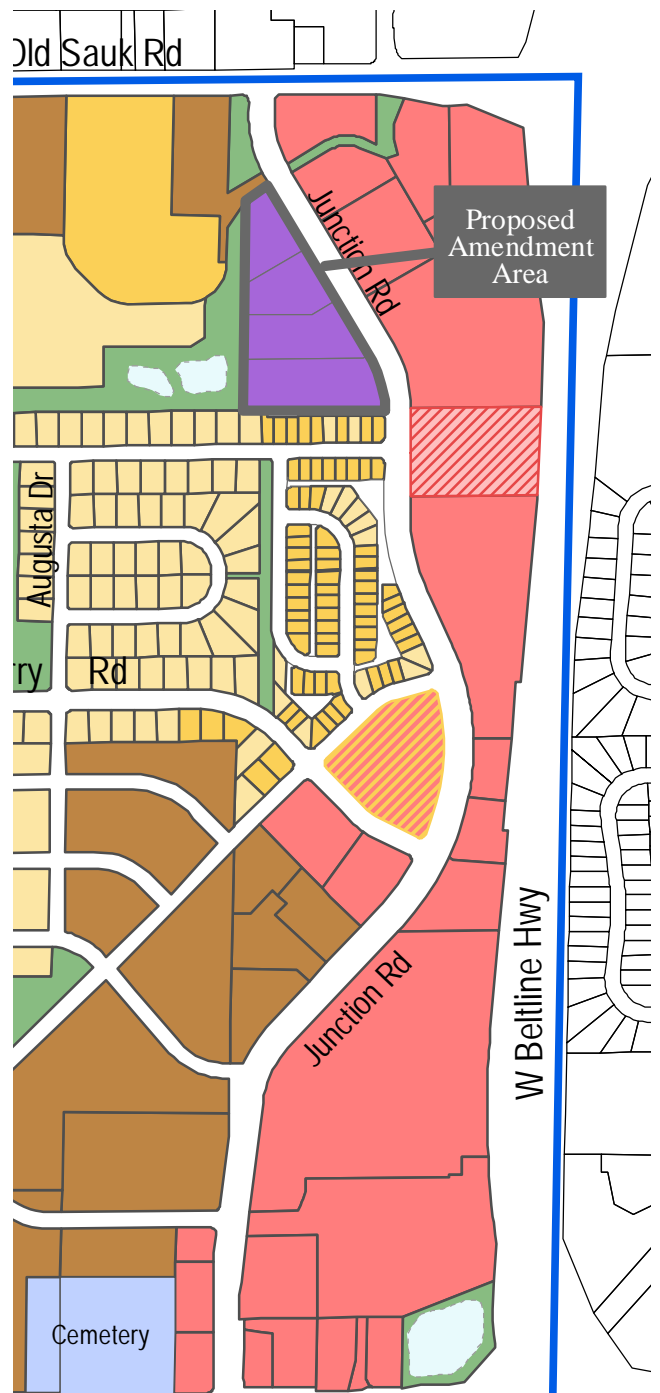 Old Sauk Rd
Junction Rd
Proposed
Amendment
Area
Augusta Dr
rry Rd
W Beltline Hwy
Junction Rd
Cemetery